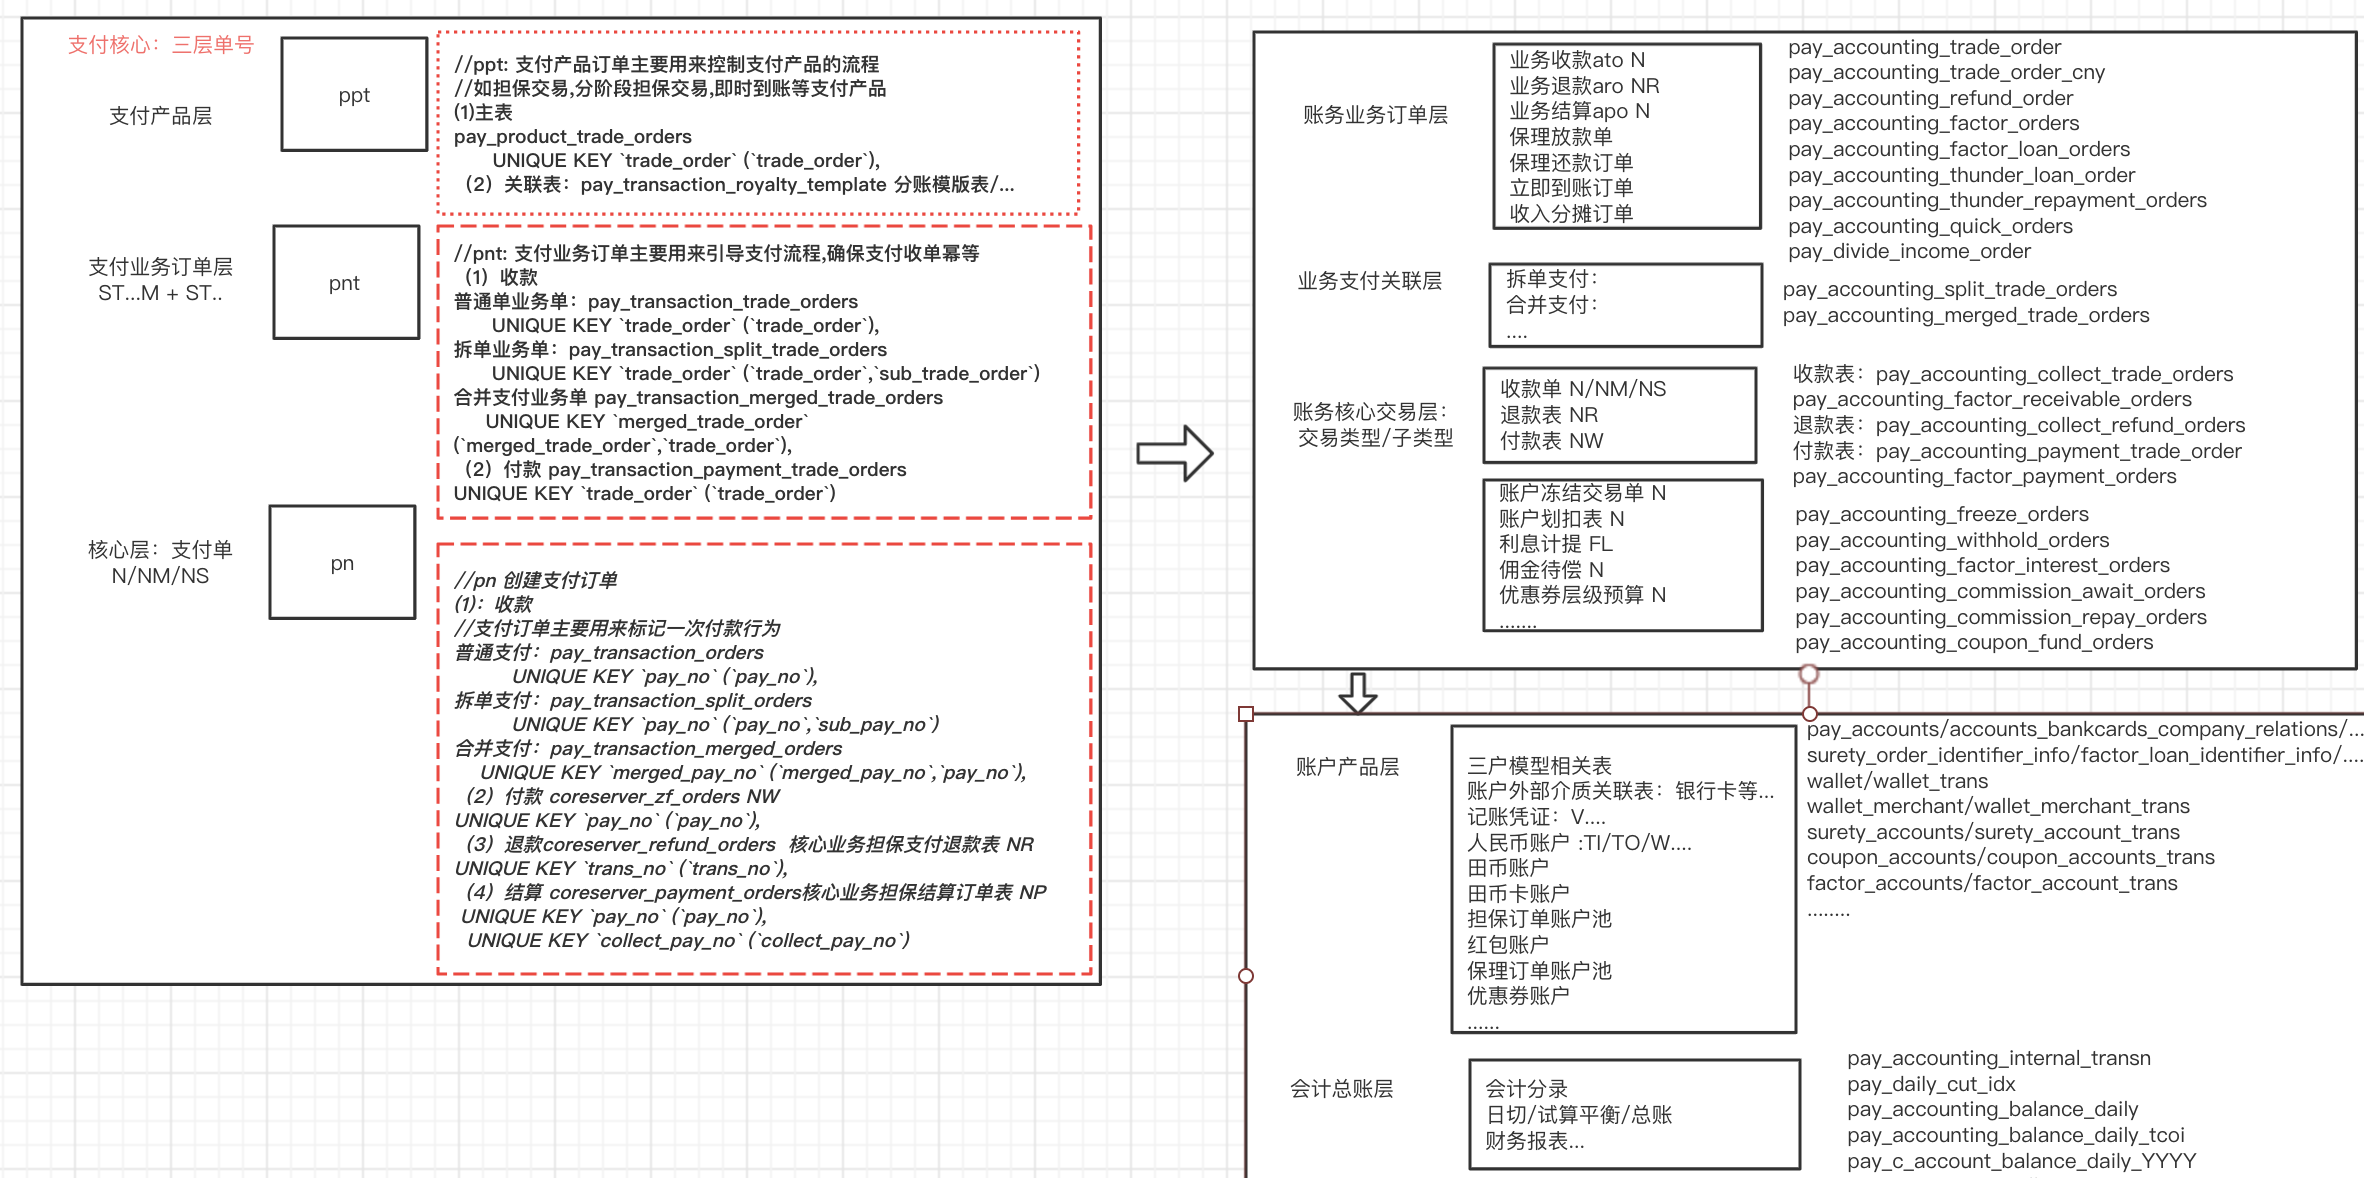 支付核心：三层单号
支付产品层
ppt
//ppt: 支付产品订单主要用来控制支付产品的流程
//如担保交易,分阶段担保交易,即时到账等支付产品
(1)主表
pay_product_trade_orders
UNIQUE KEY `trade_order` (`trade_order`),
（2）关联表：pay_transaction_royalty_template 分账模版表/...
支付业务订单层
ST...M + ST..
pnt
//pnt: 支付业务订单主要用来引导支付流程,确保支付收单幂等
（1）收款
普通单业务单：pay_transaction_trade_orders
UNIQUE KEY `trade_order` (`trade_order`),
拆单业务单：pay_transaction_split_trade_orders
UNIQUE KEY `trade_order` (`trade_order`,`sub_trade_order`)
合并支付业务单 pay_transaction_merged_trade_orders
UNIQUE KEY `merged_trade_order`
(`merged_trade_order`,`trade_order`),
（2）付款 pay_transaction_payment_trade_orders
UNIQUE KEY `trade_order` (`trade_order`)
核心层：支付单
N/NM/NS
pn
//pn 创建支付订单
(1)：收款
//支付订单主要用来标记一次付款行为
普通支付：pay_transaction_orders
UNIQUE KEY `pay_no` (`pay_no`),
拆单支付：pay_transaction_split_orders
UNIQUE KEY `pay_no` (`pay_no`,`sub_pay_no`)
合并支付：pay_transaction_merged_orders
UNIQUE KEY `merged_pay_no` (`merged_pay_no`,`pay_no`),
（2）付款 coreserver_zf_orders NW
UNIQUE KEY `pay_no` (`pay_no`),
（3）退款coreserver_refund_orders 核心业务担保支付退款表 NR
UNIQUE KEY `trans_no` (`trans_no`),
（4）结算 coreserver_payment_orders核心业务担保结算订单表 NP
UNIQUE KEY `pay_no` (`pay_no`),
UNIQUE KEY `collect_pay_no` (`collect_pay_no`)
账务业务订单层
业务收款ato N
业务退款aro NR
业务结算apo N
保理放款单
保理还款订单
立即到账订单
收入分摊订单
pay_accounting_trade_order
pay_accounting_trade_order_cny
pay_accounting_refund_order
pay_accounting_factor_orders
pay_accounting_factor_loan_orders
pay_accounting_thunder_loan_order
pay_accounting_thunder_repayment_orders
pay_accounting_quick_orders
pay_divide_income_order
业务支付关联层
拆单支付：
合并支付：
....
pay_accounting_split_trade_orders
pay_accounting_merged_trade_orders
账务核心交易层：
交易类型/子类型
收款单 N/NM/NS
退款表 NR
付款表 NW
收款表：pay_accounting_collect_trade_orders
pay_accounting_factor_receivable_orders
退款表：pay_accounting_collect_refund_orders
付款表：pay_accounting_payment_trade_order
pay_accounting_factor_payment_orders
账户冻结交易单 N
账户划扣表 N
利息计提 FL
佣金待偿 N
优惠券层级预算 N
.......
pay_accounting_freeze_orders
pay_accounting_withhold_orders
pay_accounting_factor_interest_orders
pay_accounting_commission_await_orders
pay_accounting_commission_repay_orders
pay_accounting_coupon_fund_orders
账户产品层
三户模型相关表
账户外部介质关联表：银行卡等...
记账凭证：V....
人民币账户 :TI/TO/W....
田币账户
田币卡账户
担保订单账户池
红包账户
保理订单账户池
优惠券账户
......
pay_accounts/accounts_bankcards_company_relations/...
surety_order_identifier_info/factor_loan_identifier_info/....
wallet/wallet_trans
wallet_merchant/wallet_merchant_trans
surety_accounts/surety_account_trans
coupon_accounts/coupon_accounts_trans
factor_accounts/factor_account_trans
........
会计总账层
会计分录
日切/试算平衡/总账
财务报表...
pay_accounting_internal_transn
pay_daily_cut_idx
pay_accounting_balance_daily
pay_accounting_balance_daily_tcoi
pay_c_account_balance_daily_YYYY